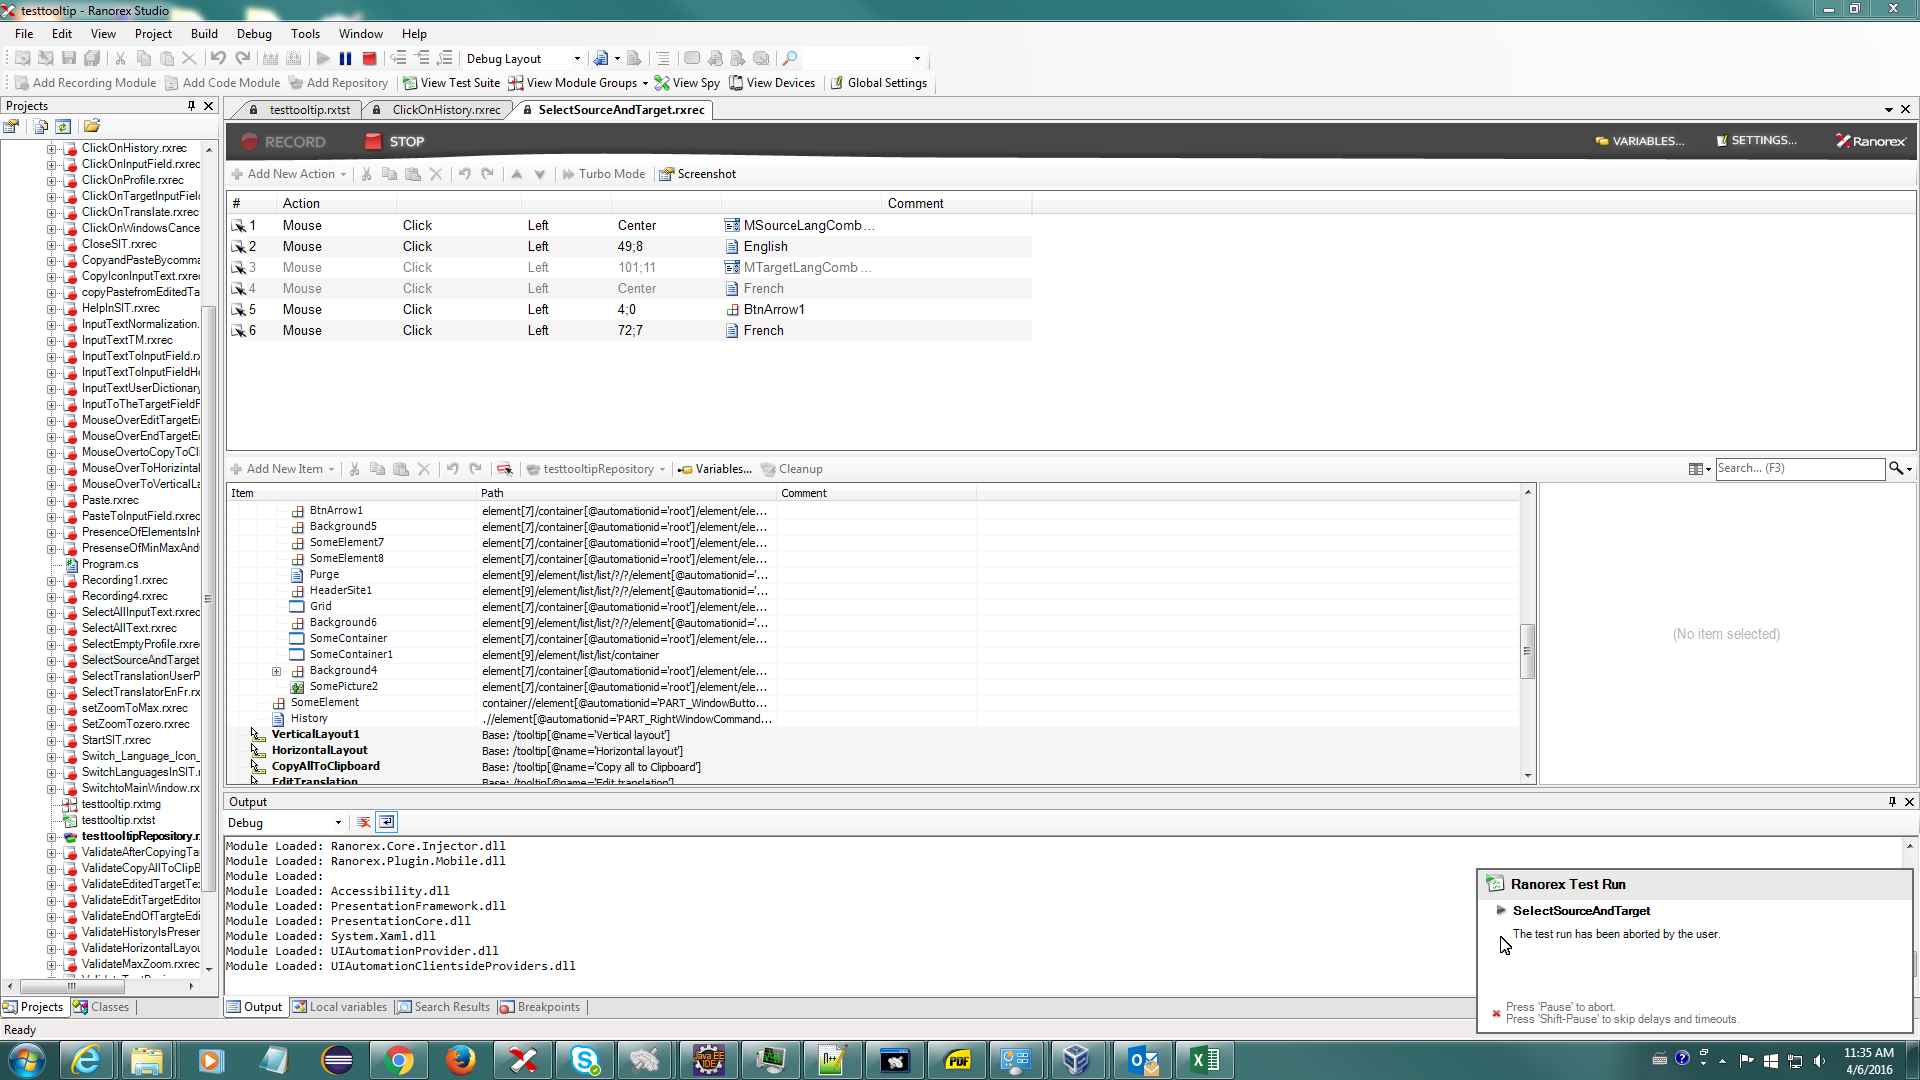 testtooltip - Ranorex Studio
File Edit View Project Build Debug Tools Window Help
Debug Layout
Add Recording Module Add Code Module Add Repository View Test Suite View Module Groups View Spy View Devices Global Settings
Projects
testtooltip.rxtst ClickOnHistory.rxrec SelectSourceAndTarget.rxrec
RECORD STOP VARIABLES... SETTINGS... Ranorex
Add New Action Turbo Mode Screenshot
# Action Comment
1 Mouse Click Left Center MSourceLangComb...
2 Mouse Click Left 49;8 English
3 Mouse Click Left 101;11 MTargetLangComb...
4 Mouse Click Left Center French
5 Mouse Click Left 4;0 BtnArrow1
6 Mouse Click Left 72;7 French
ClickOnHistory.rxrec
ClickOnInputField.rxrec
ClickOnProfile.rxrec
ClickOnTargetInputFiel
ClickOnTranslate.rxrec
ClickOnWindowsCance
CloseSIT.rxrec
CopyandPasteBycomma
CopyIconInputText.rxre
copyPastefromEditedTa
HelpInSIT.rxrec
InputTextNormalization.
InputTextTM.rxrec
InputTextToInputField.rx
InputTextToInputFieldH
InputTextUserDictionary
InputToTheTargetFieldF
MouseOverEditTargetE
MouseOverEndTargetE
MouseOvertoCopyToCl
MouseOverToHorizontal
MouseOverToVerticalLa
Paste.rxrec
PasteToInputField.rxrec
PresenceOfElementsInH
PresenseOfMinMaxAnd
Program.cs
Recording1.rxrec
Recording4.rxrec
SelectAllInputText.rxrec
SelectAllText.rxrec
SelectEmptyProfile.rxrec
SelectSourceAndTarget
SelectTranslationUserP
SelectTranslatorEnFr.rx
setZoomToMax.rxrec
SetZoomTozero.rxrec
StartSIT.rxrec
Switch_Language_Icon_
SwitchLanguagesInSIT.r
SwitchtoMainWindow.rx
testtooltip.rxtmg
testtooltip.rxtst
testtooltipRepository.r
ValidateAfterCopyingTa
ValidateCopyAllToClipB
ValidateEditedTargetTe
ValidateEditTargetEditor
ValidateEndOfTargteEdi
ValidateHistoryIsPreser
ValidateHorizontalLayou
ValidateMaxZoom.rxrec
Projects Classes
Add New Item testtooltipRepository Variables... Cleanup Search... (F3)
Item Path Comment
BtnArrow1 element[7]/container[@automationid='root']/element/ele...
Background5 element[7]/container[@automationid='root']/element/ele...
SomeElement7 element[7]/container[@automationid='root']/element/ele...
SomeElement8 element[7]/container[@automationid='root']/element/ele...
Purge element[9]/element/list/list/?/?/element[@automationid='...
HeaderSite1 element[9]/element/list/list/?/?/element[@automationid='...
Grid element[7]/container[@automationid='root']/element/ele...
Background6 element[9]/element/list/list/?/?/element[@automationid='...
SomeContainer element[7]/container[@automationid='root']/element/ele...
SomeContainer1 element[9]/element/list/list/container
Background4 element[7]/container[@automationid='root']/element/ele...
SomePicture2 element[7]/container[@automationid='root']/element/ele...
SomeElement container//element[@automationid='PART_WindowButto...
History .//element[@automationid='PART_RightWindowCommand...
VerticalLayout1 Base: /tooltip[@name='Vertical layout']
HorizontalLayout Base: /tooltip[@name='Horizontal layout']
CopyAllToClipboard Base: /tooltip[@name='Copy all to Clipboard']
EditTranslation Base: /tooltip[@name='Edit translation']
(No item selected)
Output
Debug
Module Loaded: Ranorex.Core.Injector.dll
Module Loaded: Ranorex.Plugin.Mobile.dll
Module Loaded:
Module Loaded: Accessibility.dll
Module Loaded: PresentationFramework.dll
Module Loaded: PresentationCore.dll
Module Loaded: System.Xaml.dll
Module Loaded: UIAutomationProvider.dll
Module Loaded: UIAutomationClientsideProviders.dll
Output Local variables Search Results Breakpoints
Ranorex Test Run
SelectSourceAndTarget
The test run has been aborted by the user.
Press 'Pause' to abort.
Press 'Shift-Pause' to skip delays and timeouts.
Ready
Java EE
IDE
PDF
11:35 AM
4/6/2016